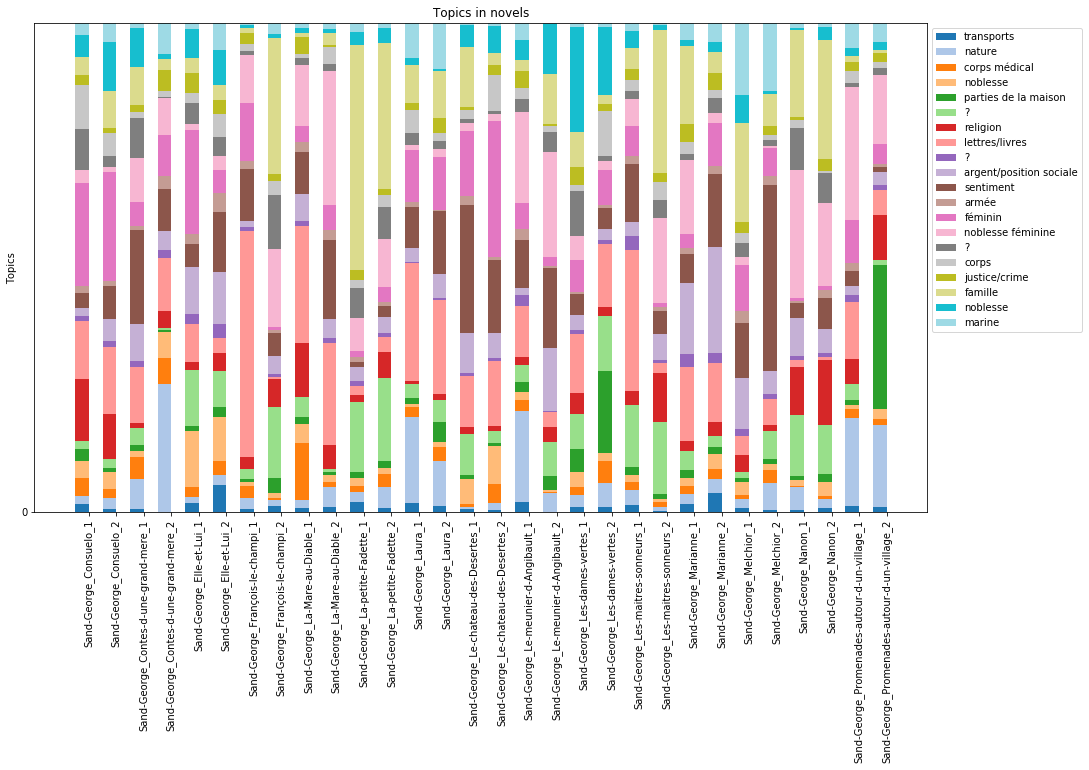 Topics in novels
Topics
0
transports
nature
corps médical
noblesse
parties de la maison
?
religion
lettres/livres
?
argent/position sociale
sentiment
armée
féminin
noblesse féminine
?
corps
justice/crime
famille
noblesse
marine
Sand-George_Consuelo_1
Sand-George_Consuelo_2
Sand-George_Contes-d-une-grand-mere_1
Sand-George_Contes-d-une-grand-mere_2
Sand-George_Elle-et-Lui_1
Sand-George_Elle-et-Lui_2
Sand-George_François-le-champi_1
Sand-George_François-le-champi_2
Sand-George_La-Mare-au-Diable_1
Sand-George_La-Mare-au-Diable_2
Sand-George_La-petite-Fadette_1
Sand-George_La-petite-Fadette_2
Sand-George_Laura_1
Sand-George_Laura_2
Sand-George_Le-chateau-des-Desertes_1
Sand-George_Le-chateau-des-Desertes_2
Sand-George_Le-meunier-d-Angibault_1
Sand-George_Le-meunier-d-Angibault_2
Sand-George_Les-dames-vertes_1
Sand-George_Les-dames-vertes_2
Sand-George_Les-maitres-sonneurs_1
Sand-George_Les-maitres-sonneurs_2
Sand-George_Marianne_1
Sand-George_Marianne_2
Sand-George_Melchior_1
Sand-George_Melchior_2
Sand-George_Nanon_1
Sand-George_Nanon_2
Sand-George_Promenades-autour-d-un-village_1
Sand-George_Promenades-autour-d-un-village_2